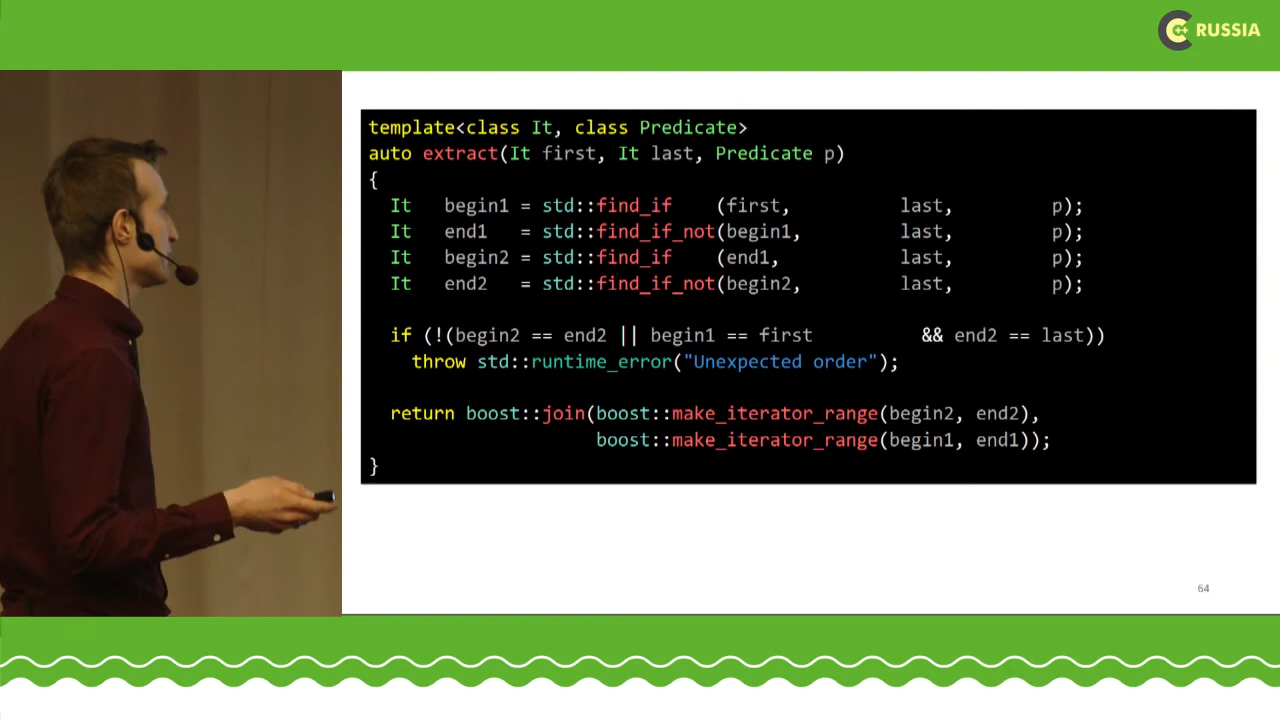 C++ RUSSIA
template<class It, class Predicate>
auto extract(It first, It last, Predicate p)
{
  It   begin1 = std::find_if    (first,          last,         p);
  It   end1   = std::find_if_not(begin1,         last,         p);
  It   begin2 = std::find_if    (end1,           last,         p);
  It   end2   = std::find_if_not(begin2,         last,         p);
  if (!(begin2 == end2 || begin1 == first          && end2 == last))
    throw std::runtime_error("Unexpected order");
  return boost::join(boost::make_iterator_range(begin2, end2),
                     boost::make_iterator_range(begin1, end1));
}
64